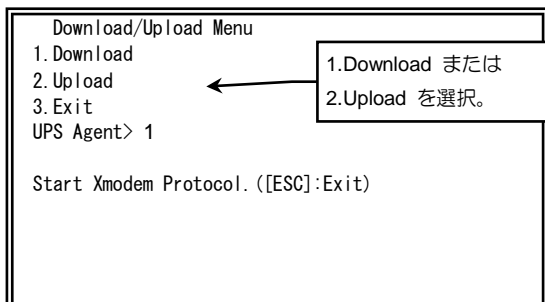 Download/Upload Menu
1.Download
2.Upload
3.Exit
UPS Agent> 1
Start Xmodem Protocol.([ESC]:Exit)
1.Download または
2.Upload を選択。